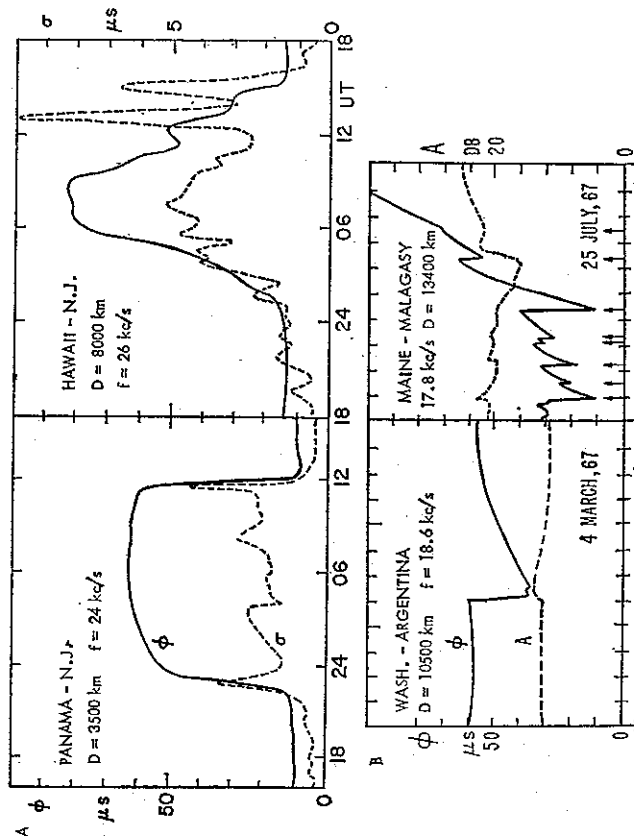 A
ϕ
μs
50
0
PANAMA - N.J.
D = 3500 km f = 24 kc/s
ϕ
σ
18 24 06 12
HAWAII - N.J.
D = 8000 km
f = 26 kc/s
σ
μs
5
0
18 24 06 12 UT 18
B
ϕ
μs
50
0
WASH. - ARGENTINA
D = 10500 km f = 18.6 kc/s
ϕ
A
4 MARCH, 67
MAINE - MALAGASY
17.8 kc/s D = 13400 km
25 JULY, 67
A
DB
20
0